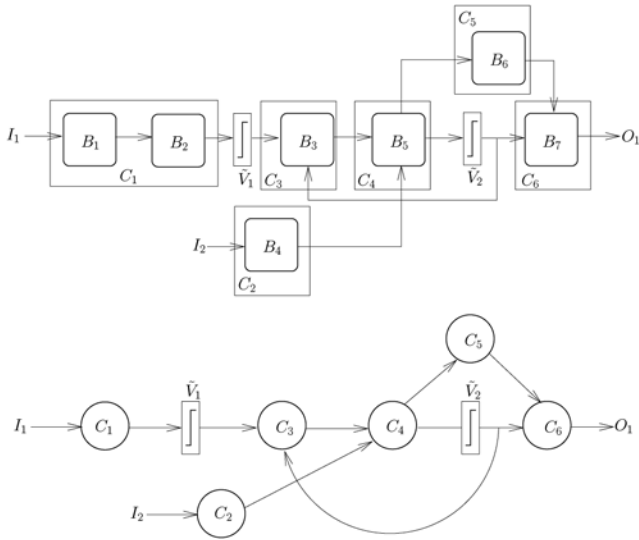 C₅
B₆
I₁ B₁ B₂ B₃ B₅ B₇ O₁
C₁ Ṽ₁ C₃ C₄ Ṽ₂ C₆
I₂ B₄
C₂
C₅
Ṽ₁ Ṽ₂
I₁ C₁ C₃ C₄ C₆ O₁
I₂ C₂